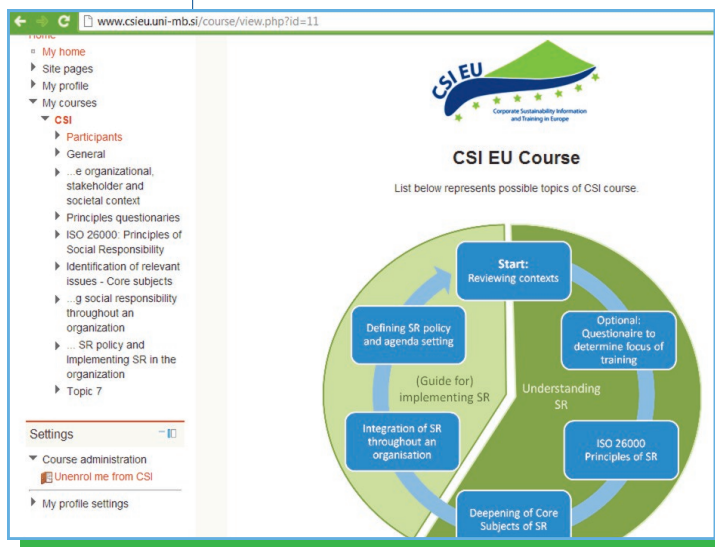 www.csieu.uni-mb.si/course/view.php?id=11
Home
My home
Site pages
My profile
My courses
CSI
Participants
General
...e organizational,
stakeholder and
societal context
Principles questionaries
ISO 26000: Principles of
Social Responsibility
Identification of relevant
issues - Core subjects
...g social responsibility
throughout an
organization
... SR policy and
Implementing SR in the
organization
Topic 7
Settings
Course administration
Unenrol me from CSI
My profile settings
CSI EU
Corporate Sustainability Information
and Training in Europe
CSI EU Course
List below represents possible topics of CSI course.
Start:
Reviewing contexts
Optional:
Questionaire to
determine focus of
training
Understanding
SR
ISO 26000
Principles of SR
Deepening of Core
Subjects of SR
Integration of SR
throughout an
organisation
(Guide for)
implementing SR
Defining SR policy
and agenda setting